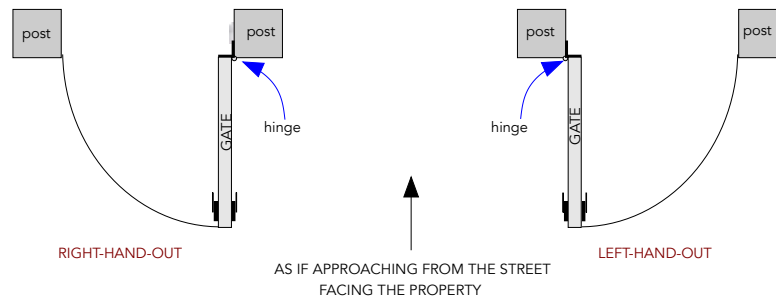 post
post
post
post
hinge
hinge
GATE
GATE
RIGHT-HAND-OUT
LEFT-HAND-OUT
AS IF APPROACHING FROM THE STREET
FACING THE PROPERTY